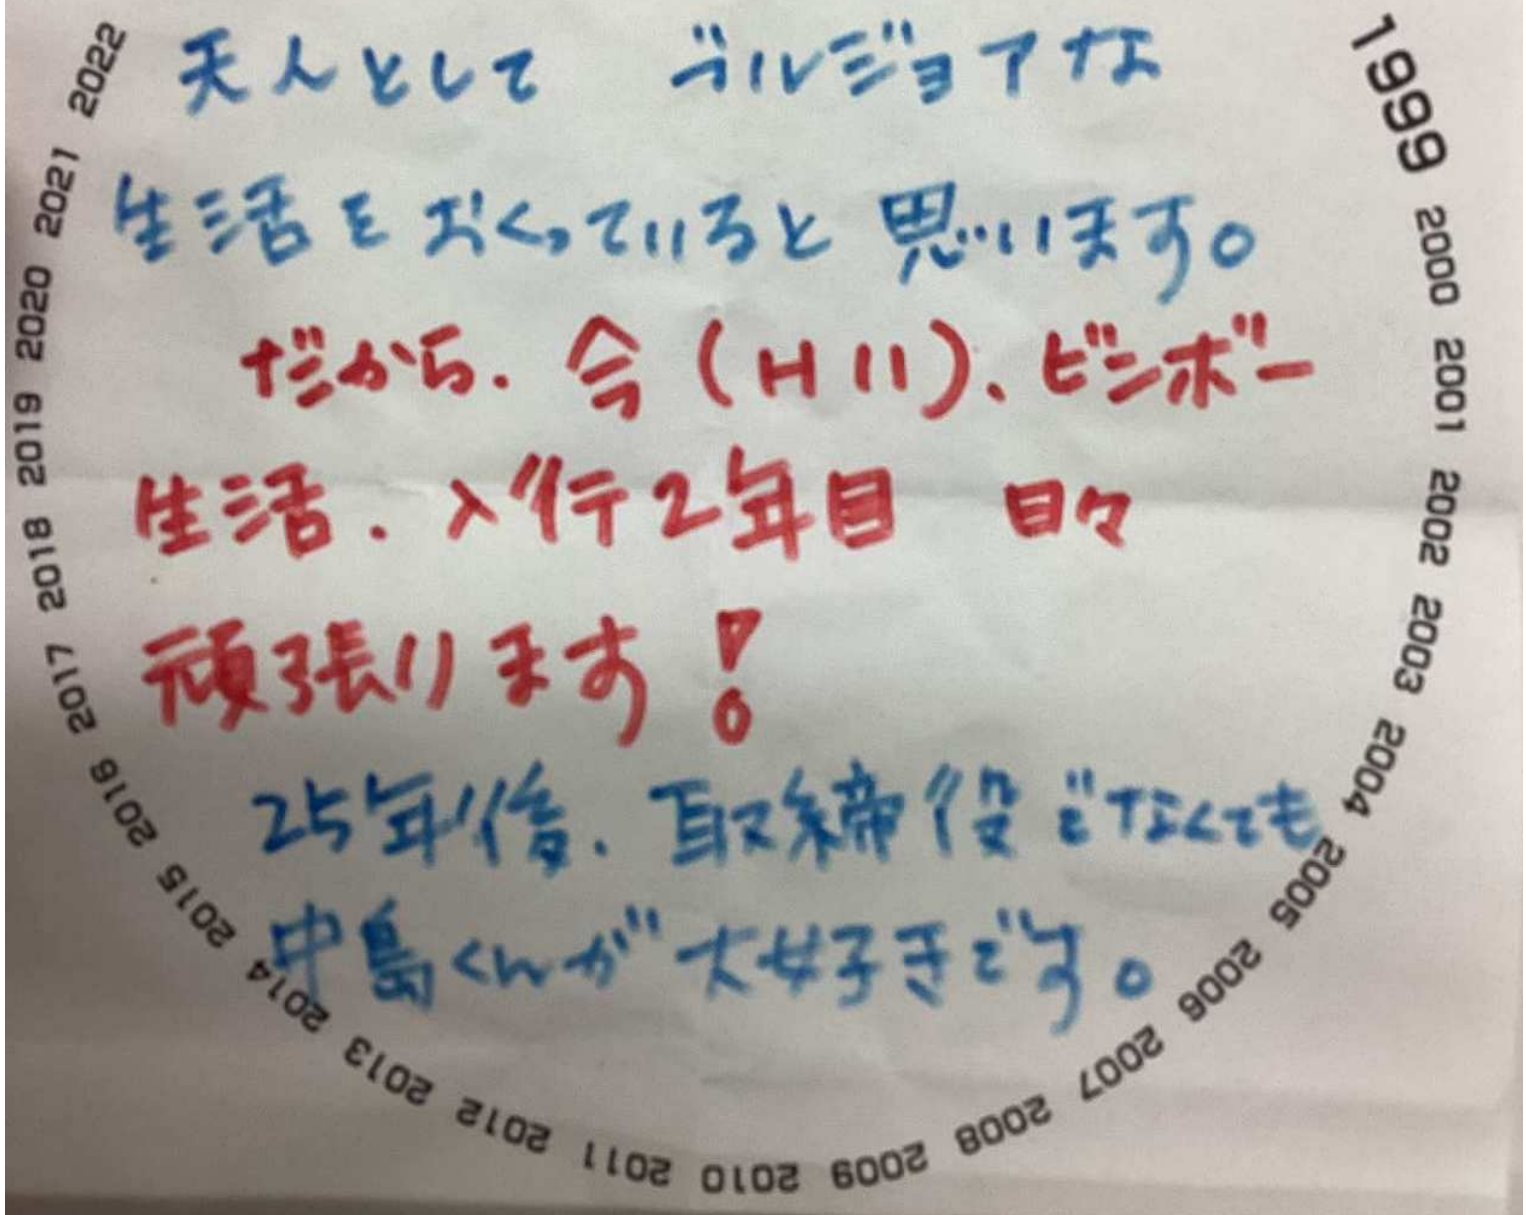 夫人として ブルジョアな
生活をおくっていると思います。
だから、今(H11)、ビンボー
生活、入行2年目 日々
頑張ります!
25年後、取締役でなくても
中島くんが大好きです。
1999 2000 2001 2002 2003 2004 2005 2006 2007 2008 2009 2010 2011 2012 2013 2014 2015 2016 2017 2018 2019 2020 2021 2022